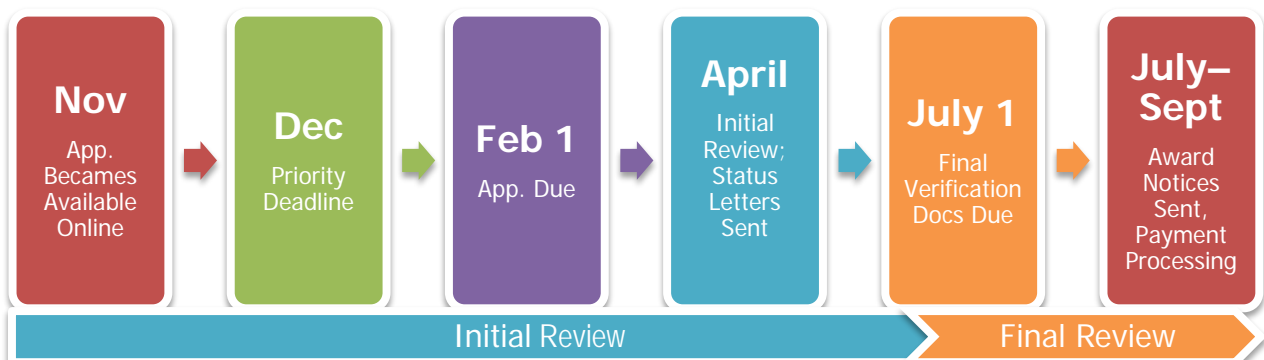 Nov
App.
Becames
Available
Online
Dec
Priority
Deadline
Feb 1
App. Due
April
Initial
Review;
Status
Letters
Sent
July 1
Final
Verification
Docs Due
July–
Sept
Award
Notices
Sent,
Payment
Processing
Initial Review
Final Review